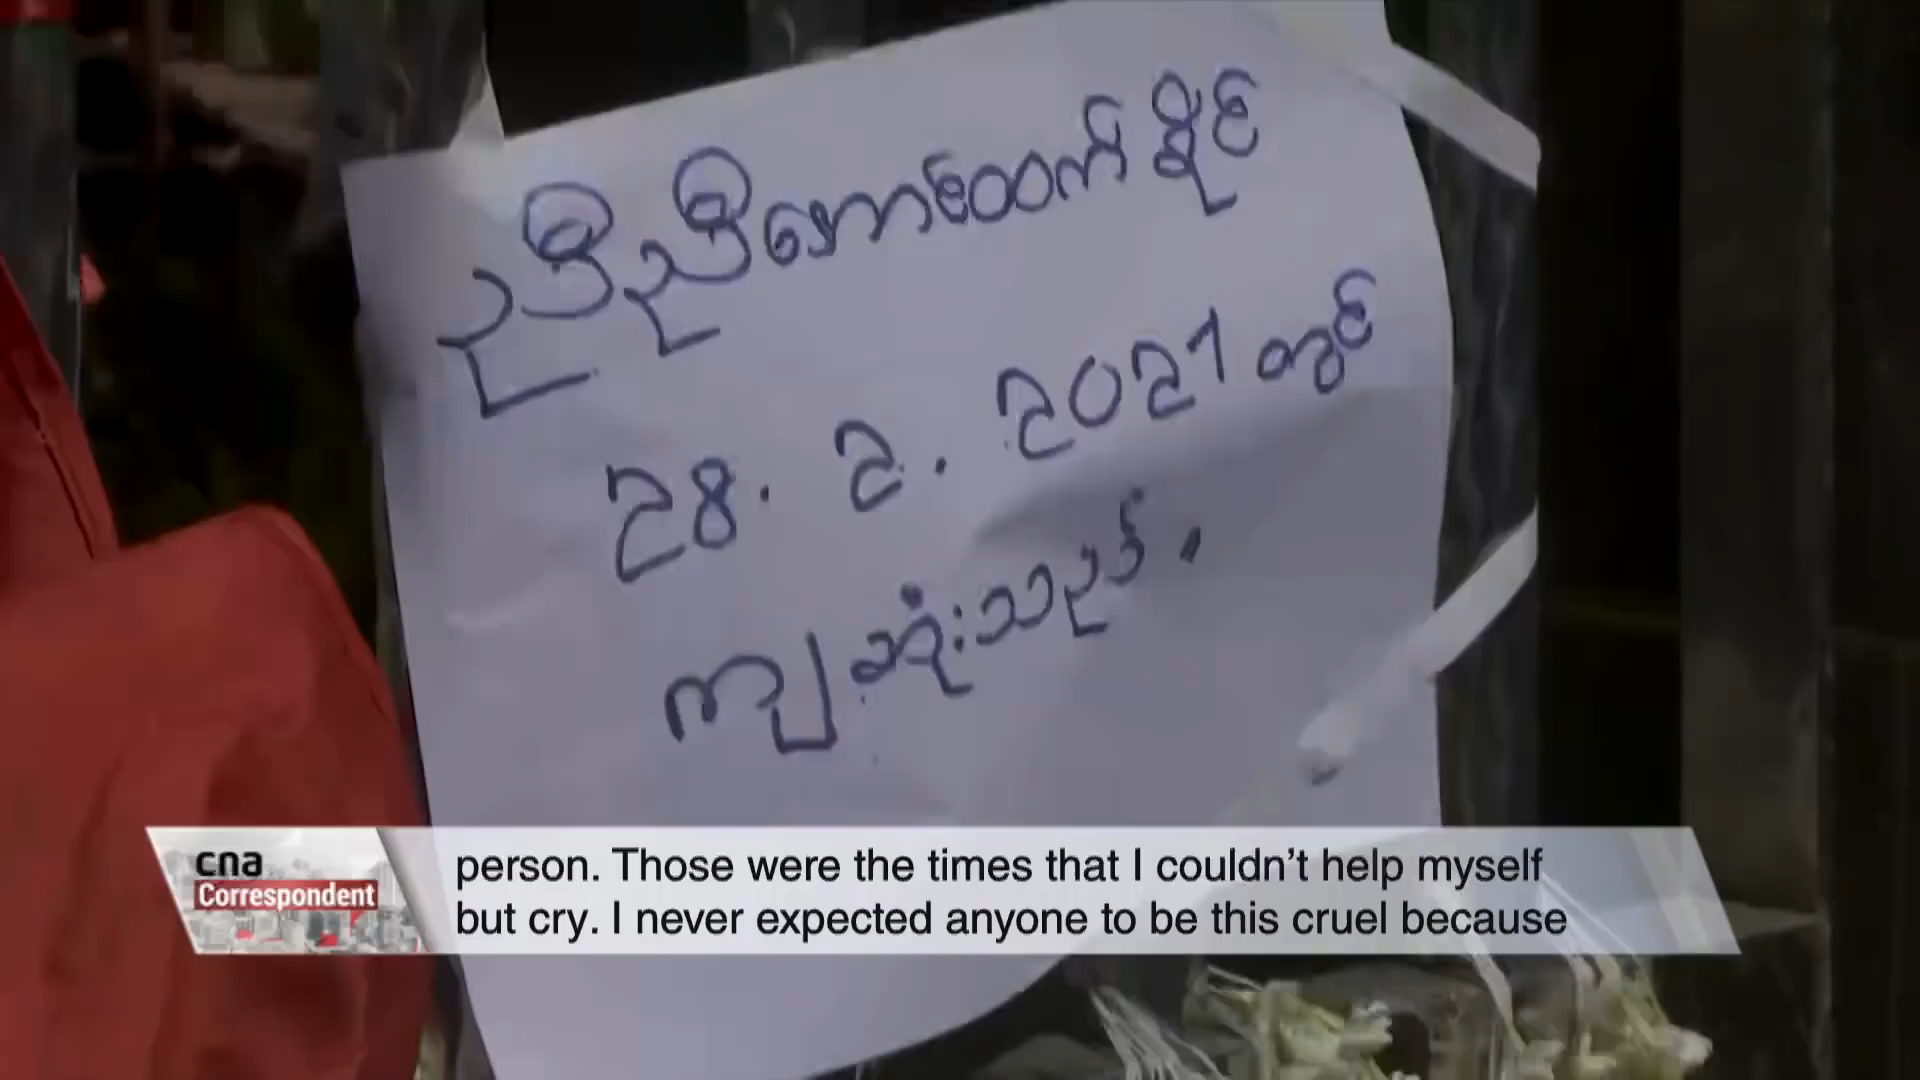 ညီညီအောင်ထက်နိုင်
၂၈. ၂. ၂၀၂၁ တွင်
ကျဆုံးသည်.
cna
Correspondent
person. Those were the times that I couldn’t help myself
but cry. I never expected anyone to be this cruel because